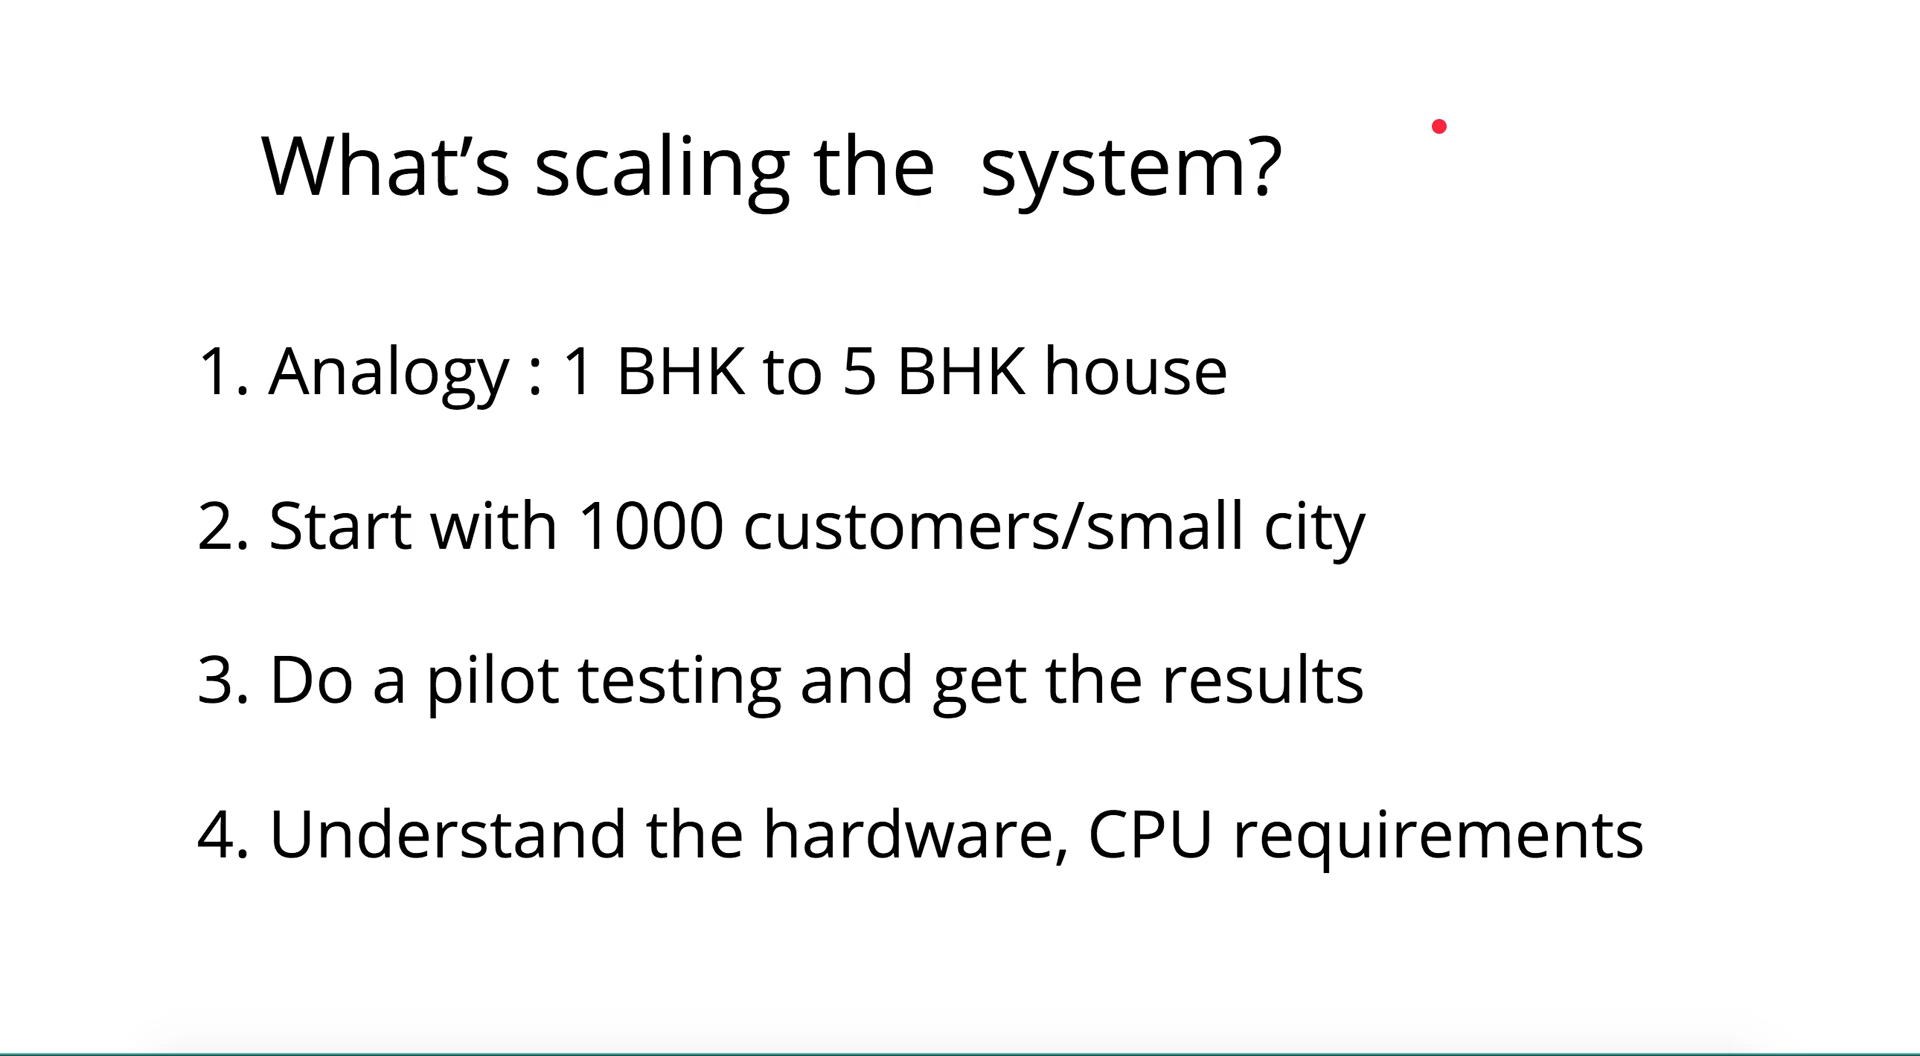 What’s scaling the  system?
1. Analogy : 1 BHK to 5 BHK house
2. Start with 1000 customers/small city
3. Do a pilot testing and get the results
4. Understand the hardware, CPU requirements